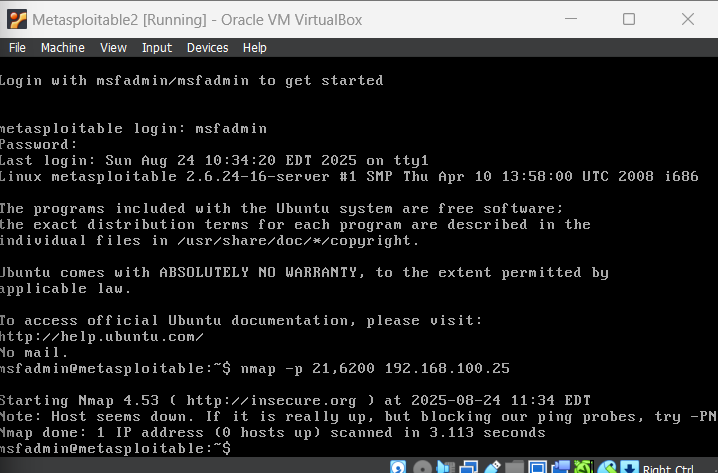 Metasploitable2 [Running] - Oracle VM VirtualBox
File Machine View Input Devices Help
Login with msfadmin/msfadmin to get started
metasploitable login: msfadmin
Password:
Last login: Sun Aug 24 10:34:20 EDT 2025 on tty1
Linux metasploitable 2.6.24-16-server #1 SMP Thu Apr 10 13:58:00 UTC 2008 i686
The programs included with the Ubuntu system are free software;
the exact distribution terms for each program are described in the
individual files in /usr/share/doc/*/copyright.
Ubuntu comes with ABSOLUTELY NO WARRANTY, to the extent permitted by
applicable law.
To access official Ubuntu documentation, please visit:
http://help.ubuntu.com/
No mail.
msfadmin@metasploitable:~$ nmap -p 21,6200 192.168.100.25
Starting Nmap 4.53 ( http://insecure.org ) at 2025-08-24 11:34 EDT
Note: Host seems down. If it is really up, but blocking our ping probes, try -PN
Nmap done: 1 IP address (0 hosts up) scanned in 3.113 seconds
msfadmin@metasploitable:~$
Right Ctrl